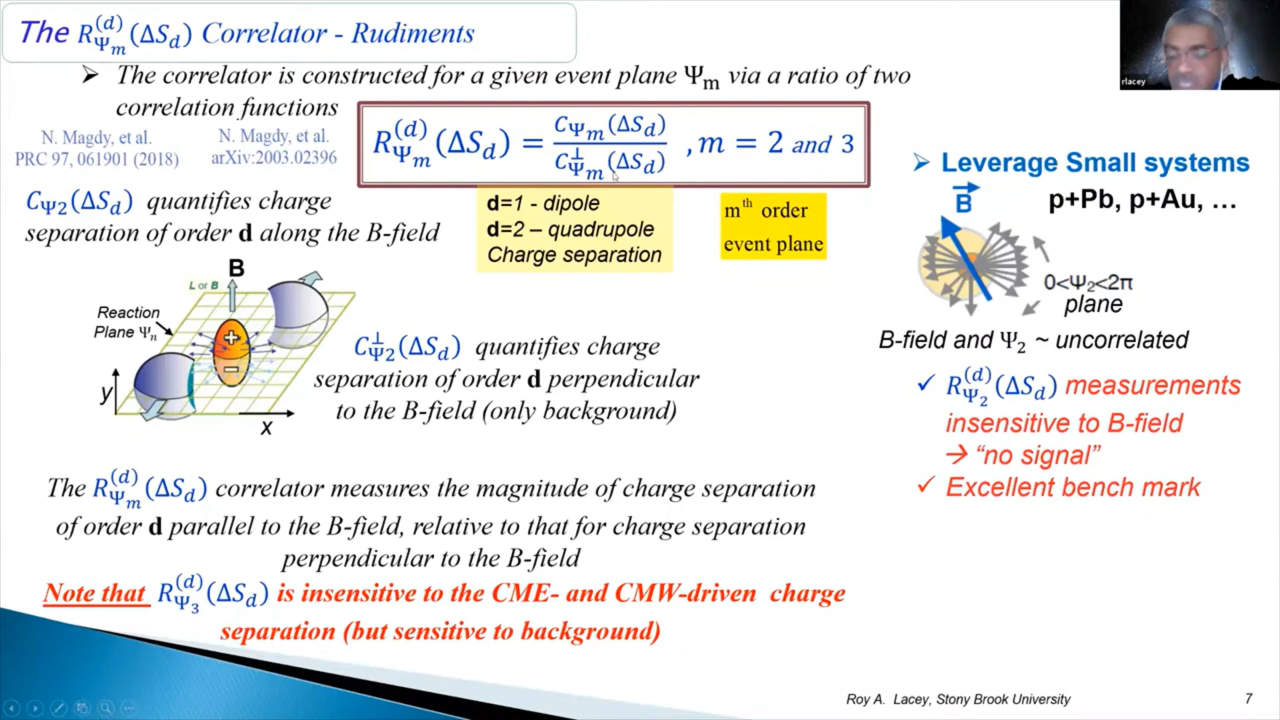 The R_{Ψ_m}^{(d)}(ΔS_d) Correlator - Rudiments
rlacey
➢ The correlator is constructed for a given event plane Ψ_m via a ratio of two
correlation functions
N. Magdy, et al.
PRC 97, 061901 (2018)
N. Magdy, et al.
arXiv:2003.02396
R_{Ψ_m}^{(d)}(ΔS_d) = C_{Ψ_m}(ΔS_d) / C_{Ψ_m}^⊥(ΔS_d) , m = 2 and 3
C_{Ψ2}(ΔS_d) quantifies charge
separation of order d along the B-field
d=1 - dipole
d=2 – quadrupole
Charge separation
m^th order
event plane
B
L or B
Reaction
Plane Ψ_n
+
–
y
x
C_{Ψ2}^⊥(ΔS_d) quantifies charge
separation of order d perpendicular
to the B-field (only background)
The R_{Ψ_m}^{(d)}(ΔS_d) correlator measures the magnitude of charge separation
of order d parallel to the B-field, relative to that for charge separation
perpendicular to the B-field
Note that R_{Ψ_3}^{(d)}(ΔS_d) is insensitive to the CME- and CMW-driven charge
separation (but sensitive to background)
➢ Leverage Small systems
p+Pb, p+Au, ...
B
0<Ψ_2<2π
plane
B-field and Ψ_2 ~ uncorrelated
✓ R_{Ψ_2}^{(d)}(ΔS_d) measurements
insensitive to B-field
→ “no signal”
✓ Excellent bench mark
Roy A. Lacey, Stony Brook University
7